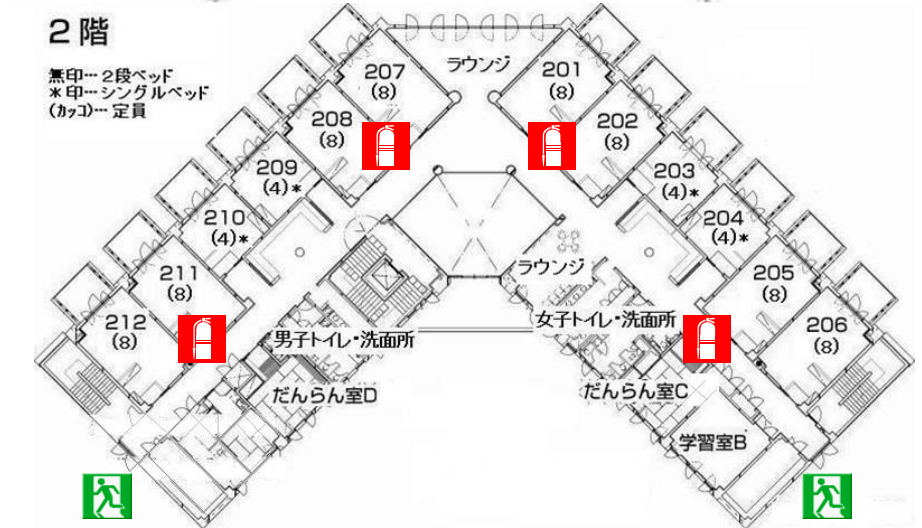 2階
無印…2段ベッド
*印…シングルベッド
(カッコ)…定員
207
(8)
ラウンジ
201
(8)
208
(8)
202
(8)
209
(4)*
203
(4)*
210
(4)*
204
(4)*
211
(8)
ラウンジ
205
(8)
212
(8)
男子トイレ・洗面所
女子トイレ・洗面所
206
(8)
だんらん室D
だんらん室C
学習室B